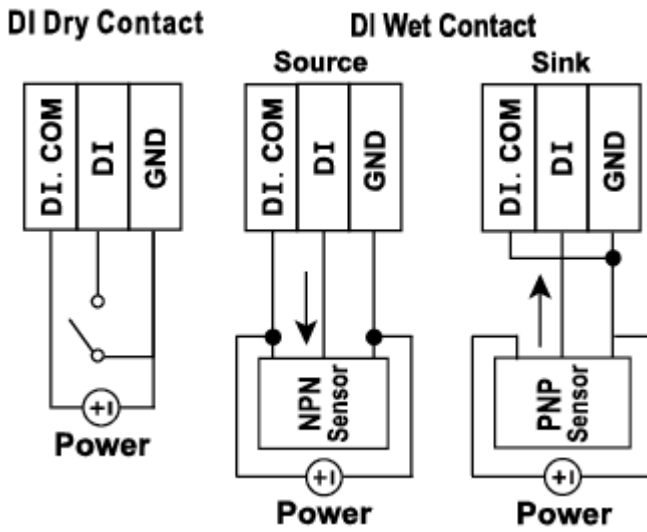 DI Dry Contact
DI Wet Contact
Source
Sink
DI. COM
DI
GND
DI. COM
DI
GND
DI. COM
DI
GND
NPN
Sensor
PNP
Sensor
+-
Power
+-
Power
+-
Power